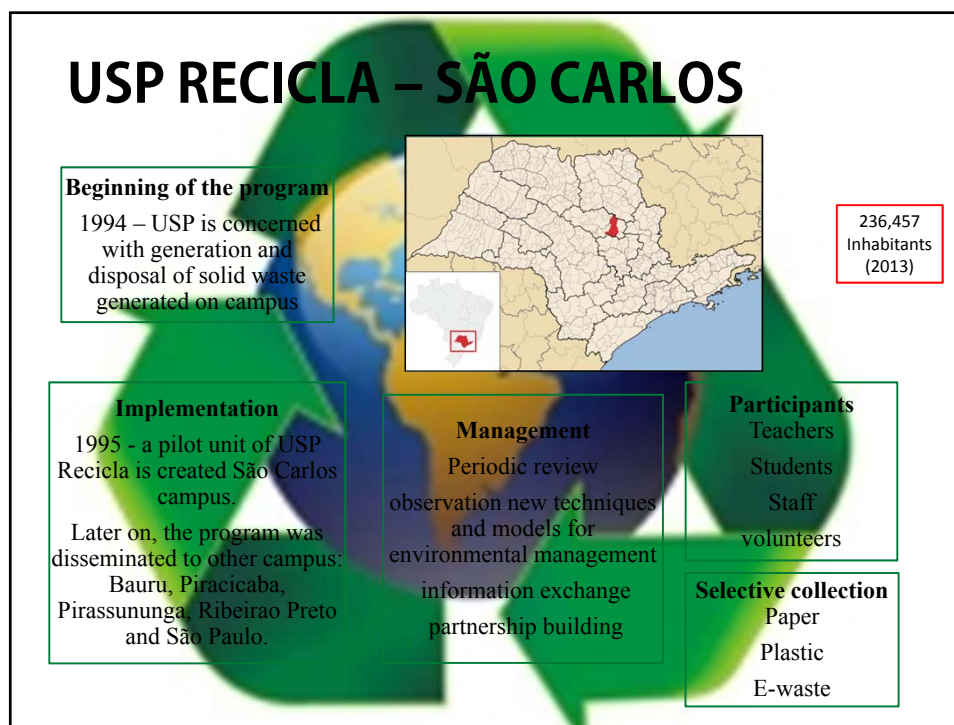 USP RECICLA – SÃO CARLOS
Beginning of the program
1994 – USP is concerned
with generation and
disposal of solid waste
generated on campus
236,457
Inhabitants
(2013)
Implementation
1995 - a pilot unit of USP
Recicla is created São Carlos
campus.
Later on, the program was
disseminated to other campus:
Bauru, Piracicaba,
Pirassununga, Ribeirao Preto
and São Paulo.
Management
Periodic review
observation new techniques
and models for
environmental management
information exchange
partnership building
Participants
Teachers
Students
Staff
volunteers
Selective collection
Paper
Plastic
E-waste